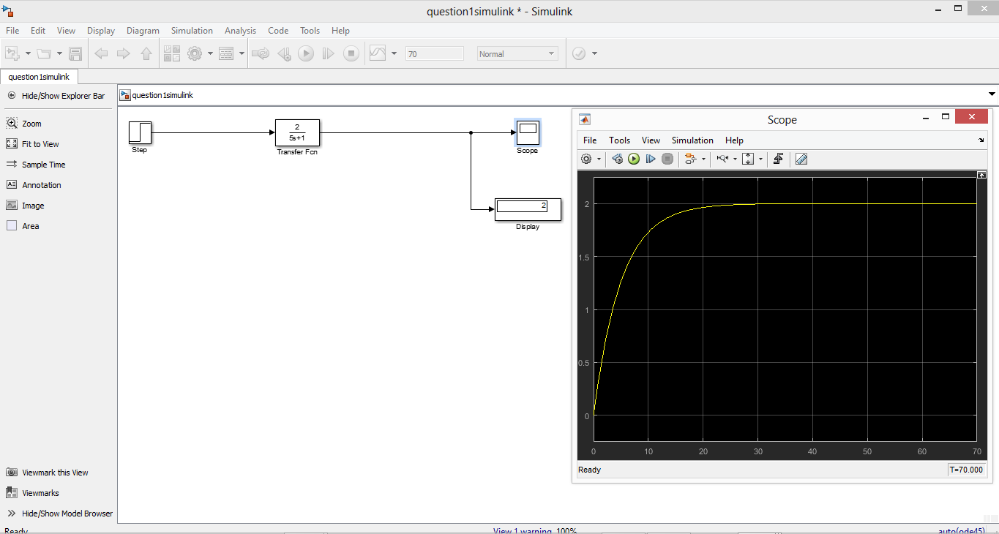 question1simulink * - Simulink
File Edit View Display Diagram Simulation Analysis Code Tools Help
70 Normal
question1simulink
Hide/Show Explorer Bar
question1simulink
Zoom
Fit to View
Sample Time
Annotation
Image
Area
Step
2
5s+1
Transfer Fcn
Scope
2
Display
Scope
File Tools View Simulation Help
2
1.5
1
0.5
0
0 10 20 30 40 50 60 70
Ready T=70.000
Viewmark this View
Viewmarks
Hide/Show Model Browser
Ready View 1 warning 100% auto(ode45)